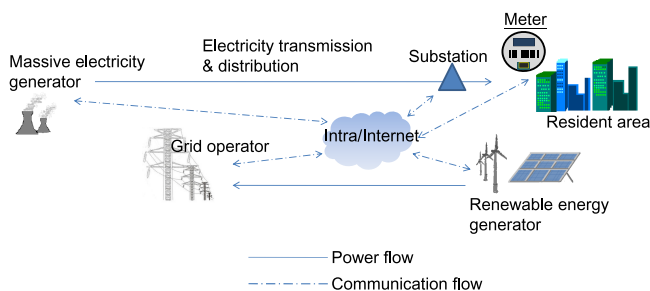 Meter
Electricity transmission
& distribution
Substation
Massive electricity
generator
Intra/Internet
Resident area
Grid operator
Renewable energy
generator
Power flow
Communication flow